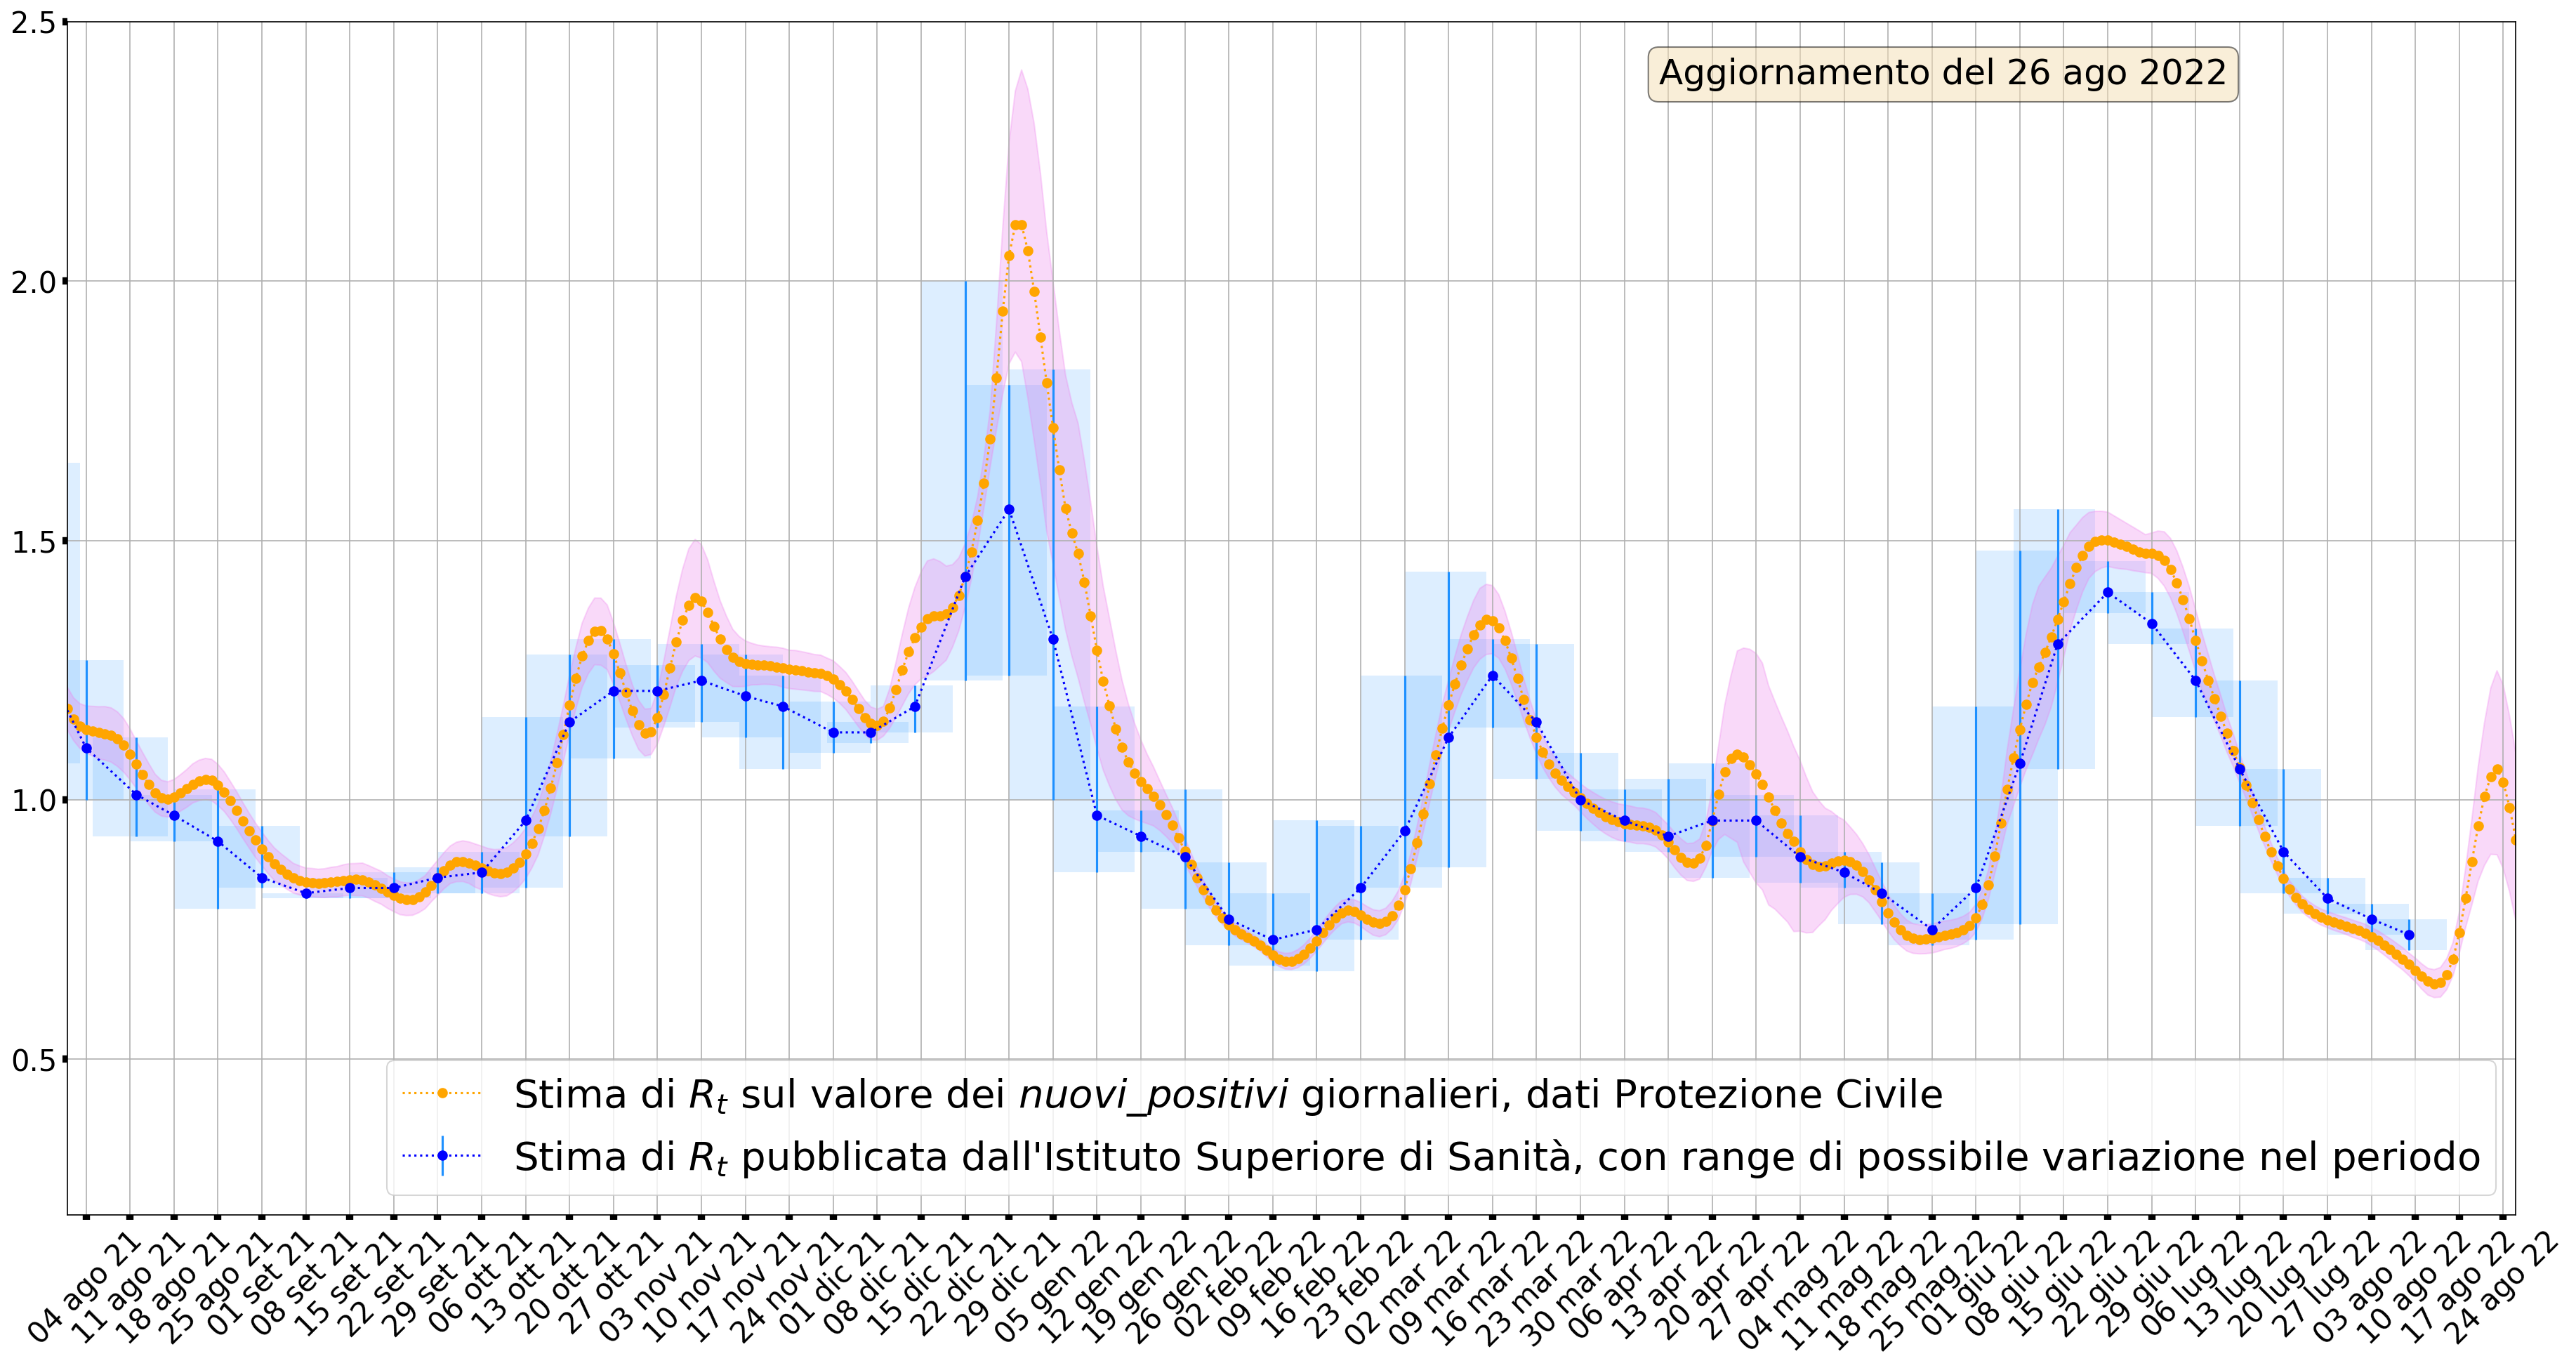 2.5
Aggiornamento del 26 ago 2022
2.0
1.5
1.0
0.5
Stima di Rt sul valore dei nuovi_positivi giornalieri, dati Protezione Civile
Stima di Rt pubblicata dall'Istituto Superiore di Sanità, con range di possibile variazione nel periodo
04 ago 21
11 ago 21
18 ago 21
25 ago 21
01 set 21
08 set 21
15 set 21
22 set 21
29 set 21
06 ott 21
13 ott 21
20 ott 21
27 ott 21
03 nov 21
10 nov 21
17 nov 21
24 nov 21
01 dic 21
08 dic 21
15 dic 21
22 dic 21
29 dic 21
05 gen 22
12 gen 22
19 gen 22
26 gen 22
02 feb 22
09 feb 22
16 feb 22
23 feb 22
02 mar 22
09 mar 22
16 mar 22
23 mar 22
30 mar 22
06 apr 22
13 apr 22
20 apr 22
27 apr 22
04 mag 22
11 mag 22
18 mag 22
25 mag 22
01 giu 22
08 giu 22
15 giu 22
22 giu 22
29 giu 22
06 lug 22
13 lug 22
20 lug 22
27 lug 22
03 ago 22
10 ago 22
17 ago 22
24 ago 22